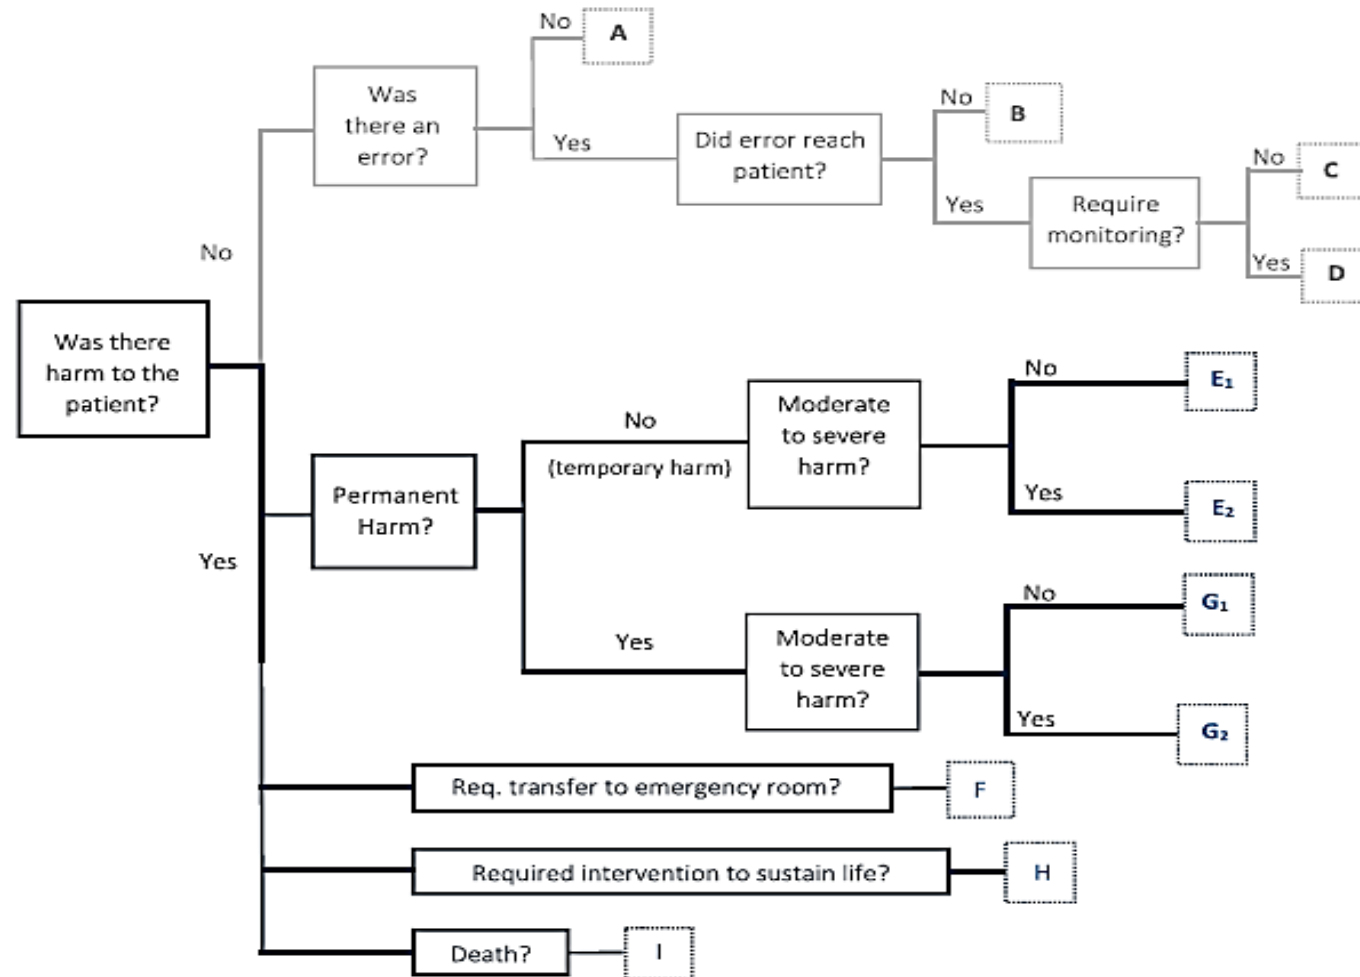 No
A
Was
there an
error?
Yes
Did error reach
patient?
No
B
Yes
Require
monitoring?
No
C
Yes
D
No
Was there
harm to the
patient?
Yes
Permanent
Harm?
No
(temporary harm)
Moderate
to severe
harm?
No
E₁
Yes
E₂
Yes
Moderate
to severe
harm?
No
G₁
Yes
G₂
Req. transfer to emergency room?
F
Required intervention to sustain life?
H
Death?
I